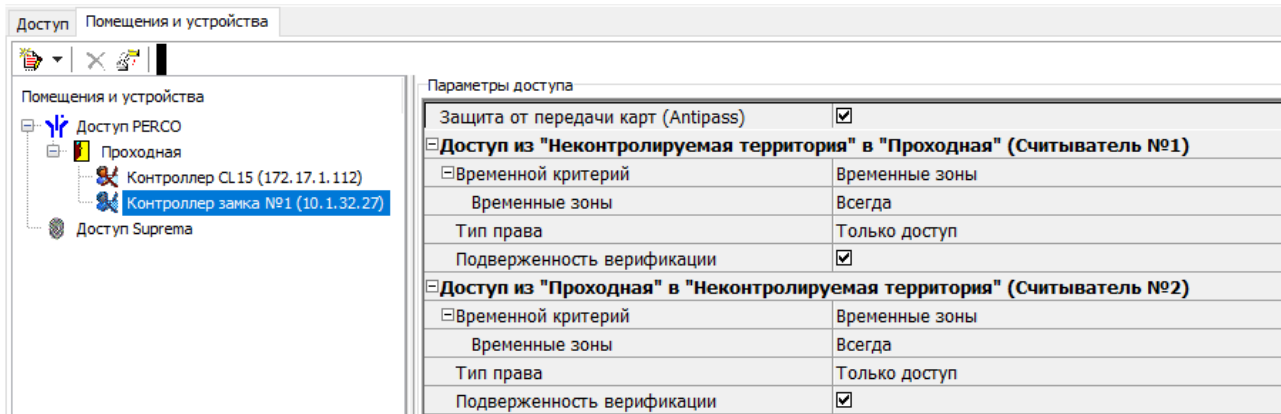 Доступ Помещения и устройства
Помещения и устройства
Доступ PERCO
Проходная
Контроллер CL15 (172.17.1.112)
Контроллер замка №1 (10.1.32.27)
Доступ Suprema
Параметры доступа
Защита от передачи карт (Antipass)
Доступ из "Неконтролируемая территория" в "Проходная" (Считыватель №1)
Временной критерий Временные зоны
Временные зоны Всегда
Тип права Только доступ
Подверженность верификации
Доступ из "Проходная" в "Неконтролируемая территория" (Считыватель №2)
Временной критерий Временные зоны
Временные зоны Всегда
Тип права Только доступ
Подверженность верификации